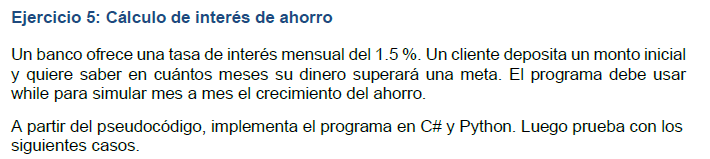 Ejercicio 5: Cálculo de interés de ahorro
Un banco ofrece una tasa de interés mensual del 1.5 %. Un cliente deposita un monto inicial
y quiere saber en cuántos meses su dinero superará una meta. El programa debe usar
while para simular mes a mes el crecimiento del ahorro.
A partir del pseudocódigo, implementa el programa en C# y Python. Luego prueba con los
siguientes casos.